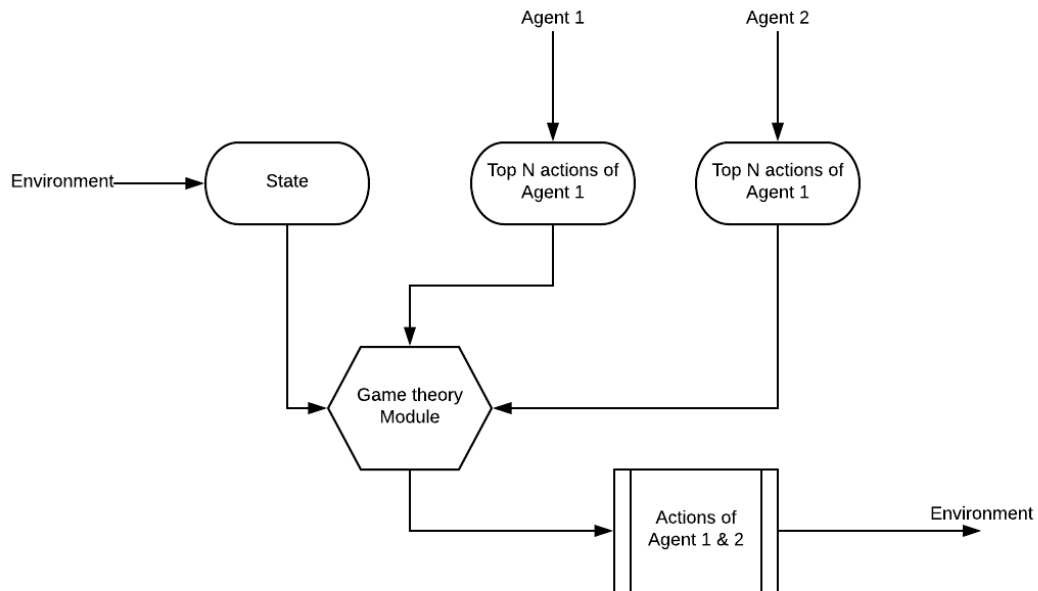 Agent 1
Agent 2
Environment
State
Top N actions of
Agent 1
Top N actions of
Agent 1
Game theory
Module
Actions of
Agent 1 & 2
Environment